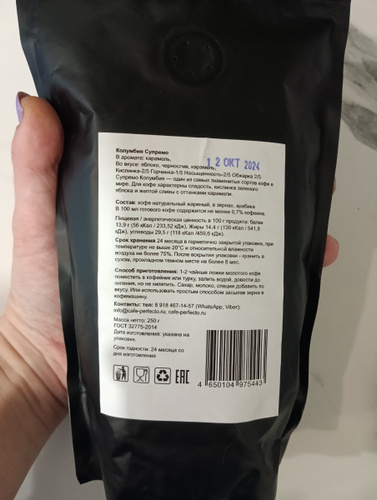 Колумбия Супремо
В аромате: карамель,
Во вкусе: яблоко, чернослив, карамель,
1 2 ОКТ 2024
Кислинка-2/5 Горчинка-1/5 Насыщенность-2/5 Обжарка 2/5
Супремо Колумбия — один из самых знаменитых сортов кофе в
мире. Для кофе характерны сладость, кислинка зеленого
яблока и желтой сливы с оттенками карамели.
Состав: кофе натуральный жареный, в зернах, арабика
В 100 мл готового кофе содержится не менее 0,7% кофеина.
Пищевая / энергетическая ценность в 100 г продукта: белки
13,9 (56 кКал / 233,52 кДж), Жиры 14,4 (130 кКал / 541,8
кДж), углеводы 29,5 (118 кКал /459,6 кДж).
Срок хранения 24 месяца в герметично закрытой упаковке, при
температуре не выше 20°С и относительной влажности воздуха
не более 75%. После вскрытия упаковки - хранить в
сухом, прохладном темном месте не более 6 мес.
Способ приготовления: 1-2 чайные ложки молотого кофе
поместить в кофейник или турку, залить водой, довести до
кипения, но не кипятить. Сахар, молоко, специи добавить по
вкусу. Или использовать простым способом засыпав зерна в
кофемашину.
Контакты: тел: 8 918 467-14-57 (WhatsApp, Viber);
info@cafe-perfecto.ru; cafe-perfecto.ru
Масса нетто: 250 г
ГОСТ 32775-2014
Дата изготовления: указана на
упаковке.
Срок годности: 24 месяца со
дня изготовления
EAC
4 650104 975443